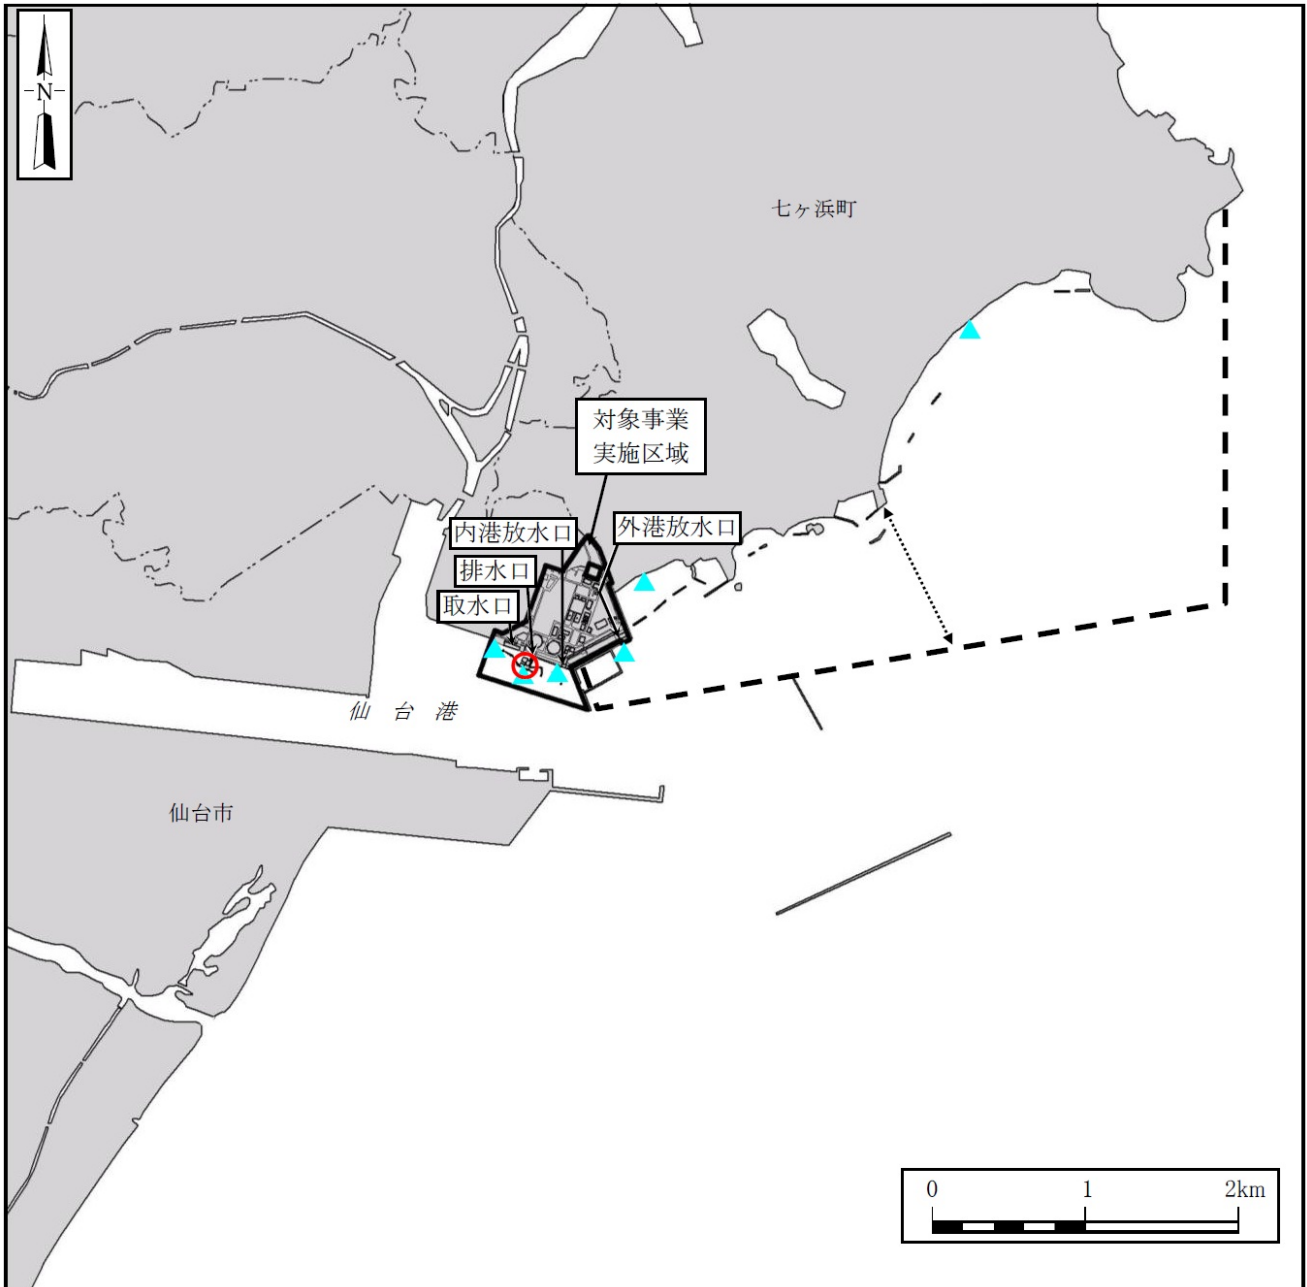 N
七ヶ浜町
対象事業
実施区域
内港放水口
外港放水口
排水口
取水口
仙 台 港
仙台市
0 1 2km